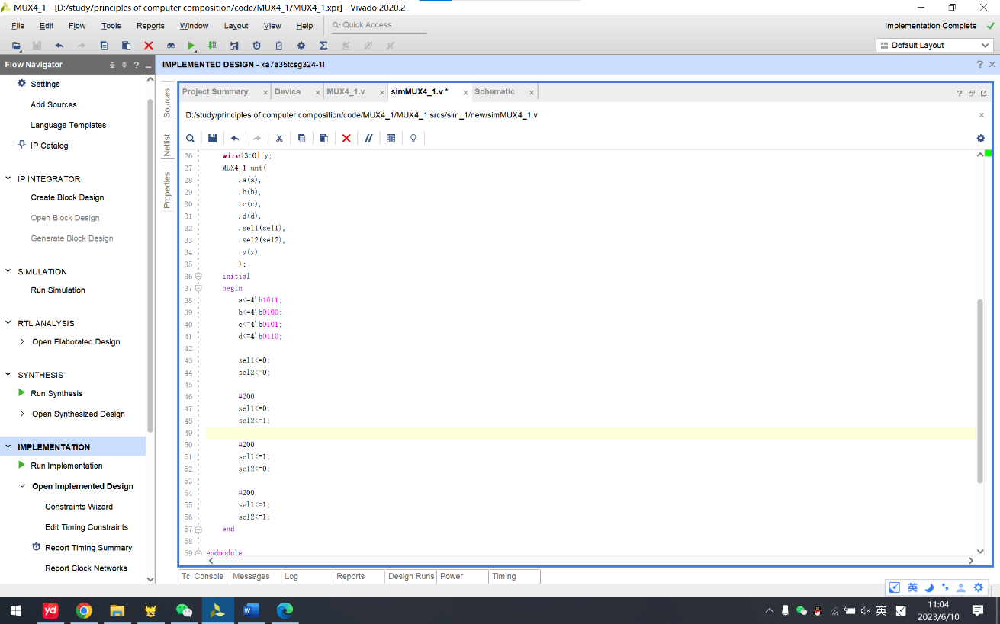 MUX4_1 - [D:/study/principles of computer composition/code/MUX4_1/MUX4_1.xpr] - Vivado 2020.2
File Edit Flow Tools Reports Window Layout View Help Quick Access
Implementation Complete
Default Layout
Flow Navigator
IMPLEMENTED DESIGN - xa7a35tcsg324-1I
Settings
Add Sources
Language Templates
IP Catalog
IP INTEGRATOR
Create Block Design
Open Block Design
Generate Block Design
SIMULATION
Run Simulation
RTL ANALYSIS
Open Elaborated Design
SYNTHESIS
Run Synthesis
Open Synthesized Design
IMPLEMENTATION
Run Implementation
Open Implemented Design
Constraints Wizard
Edit Timing Constraints
Report Timing Summary
Report Clock Networks
Sources
Netlist
Properties
Project Summary Device MUX4_1.v simMUX4_1.v * Schematic
D:/study/principles of computer composition/code/MUX4_1/MUX4_1.srcs/sim_1/new/simMUX4_1.v
26 wire[3:0] y;
27 MUX4_1 unt(
28 .a(a),
29 .b(b),
30 .c(c),
31 .d(d),
32 .sel1(sel1),
33 .sel2(sel2),
34 .y(y)
35 );
36 initial
37 begin
38 a<=4'b1011;
39 b<=4'b0100;
40 c<=4'b0101;
41 d<=4'b0110;
42
43 sel1<=0;
44 sel2<=0;
45
46 #200
47 sel1<=0;
48 sel2<=1;
49
50 #200
51 sel1<=1;
52 sel2<=0;
53
54 #200
55 sel1<=1;
56 sel2<=1;
57 end
58
59 endmodule
Tcl Console Messages Log Reports Design Runs Power Timing
英
yd
英
11:04
2023/6/10